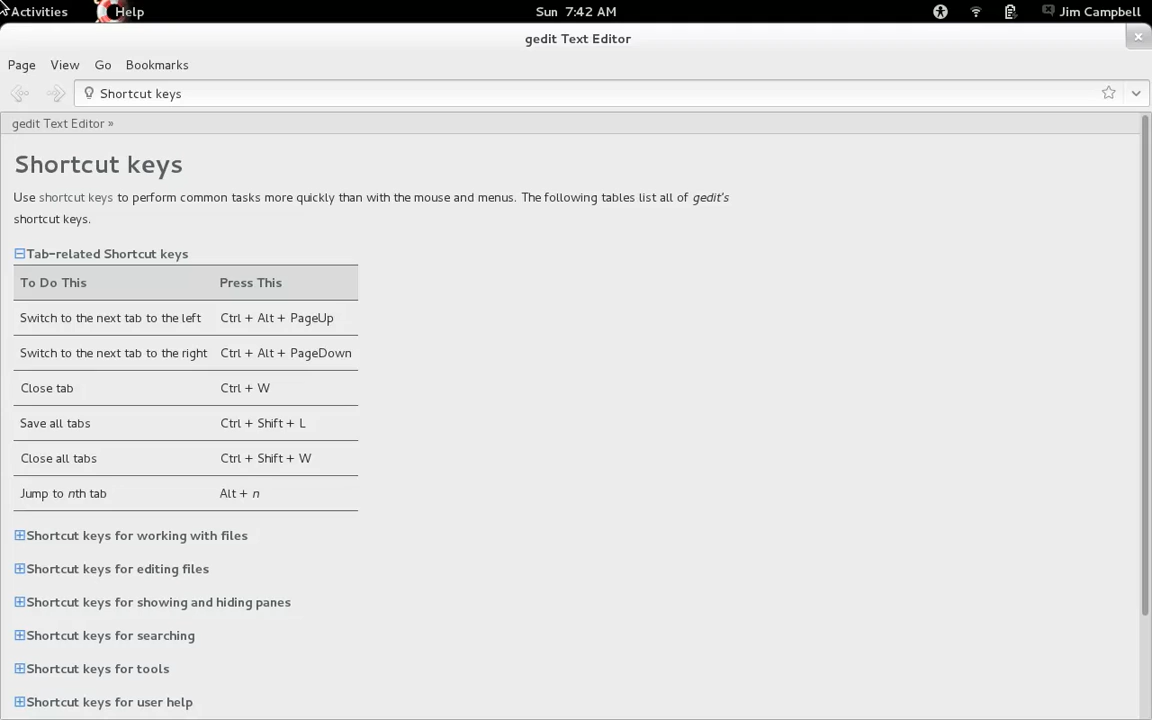 Activities Help Sun 7:42 AM Jim Campbell
gedit Text Editor
Page View Go Bookmarks
Shortcut keys
gedit Text Editor »
Shortcut keys
Use shortcut keys to perform common tasks more quickly than with the mouse and menus. The following tables list all of gedit's
shortcut keys.
Tab-related Shortcut keys
To Do This Press This
Switch to the next tab to the left Ctrl + Alt + PageUp
Switch to the next tab to the right Ctrl + Alt + PageDown
Close tab Ctrl + W
Save all tabs Ctrl + Shift + L
Close all tabs Ctrl + Shift + W
Jump to nth tab Alt + n
Shortcut keys for working with files
Shortcut keys for editing files
Shortcut keys for showing and hiding panes
Shortcut keys for searching
Shortcut keys for tools
Shortcut keys for user help